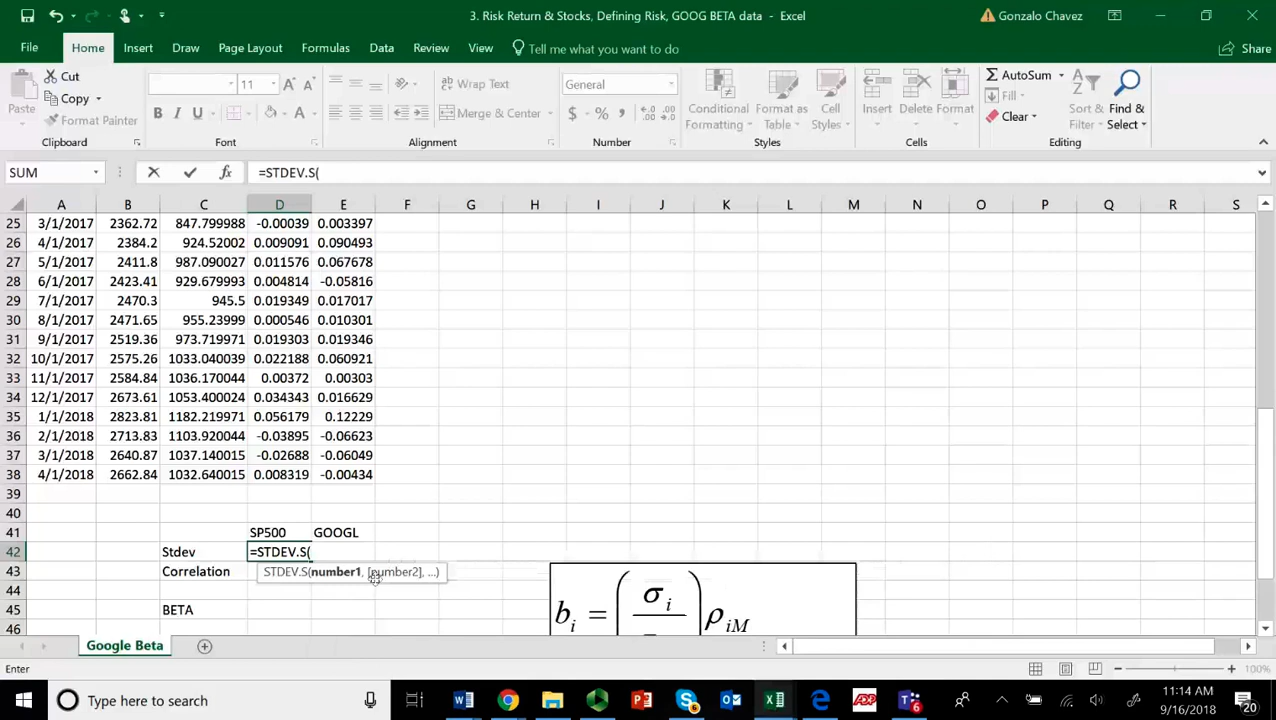 3. Risk Return & Stocks, Defining Risk, GOOG BETA data - Excel
Gonzalo Chavez
File Home Insert Draw Page Layout Formulas Data Review View Tell me what you want to do Share
Paste
Cut
Copy
Format Painter
Clipboard
11
B I U
Font
Wrap Text
Merge & Center
Alignment
General
$ % ,
Number
Conditional Formatting
Format as Table
Cell Styles
Styles
Insert Delete Format
Cells
AutoSum
Fill
Clear
Sort & Filter
Find & Select
Editing
SUM =STDEV.S(
A B C D E F G H I J K L M N O P Q R S
25 3/1/2017 2362.72 847.799988 -0.00039 0.003397
26 4/1/2017 2384.2 924.52002 0.009091 0.090493
27 5/1/2017 2411.8 987.090027 0.011576 0.067678
28 6/1/2017 2423.41 929.679993 0.004814 -0.05816
29 7/1/2017 2470.3 945.5 0.019349 0.017017
30 8/1/2017 2471.65 955.23999 0.000546 0.010301
31 9/1/2017 2519.36 973.719971 0.019303 0.019346
32 10/1/2017 2575.26 1033.040039 0.022188 0.060921
33 11/1/2017 2584.84 1036.170044 0.00372 0.00303
34 12/1/2017 2673.61 1053.400024 0.034343 0.016629
35 1/1/2018 2823.81 1182.219971 0.056179 0.12229
36 2/1/2018 2713.83 1103.920044 -0.03895 -0.06623
37 3/1/2018 2640.87 1037.140015 -0.02688 -0.06049
38 4/1/2018 2662.84 1032.640015 0.008319 -0.00434
39
40
41 SP500 GOOGL
42 Stdev =STDEV.S(
43 Correlation STDEV.S(number1, [number2], ...)
44
45 BETA
46
b i = ( σ i ) ρ iM
Google Beta
Enter
100%
Type here to search
11:14 AM
9/16/2018
20